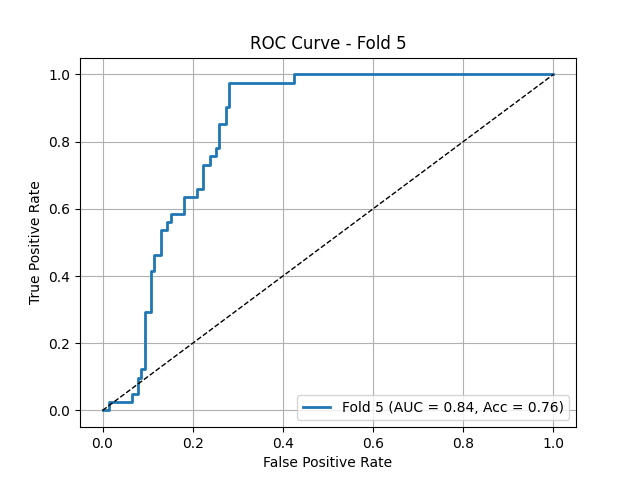 ROC Curve - Fold 5
True Positive Rate
1.0
0.8
0.6
0.4
0.2
0.0
Fold 5 (AUC = 0.84, Acc = 0.76)
0.0 0.2 0.4 0.6 0.8 1.0
False Positive Rate